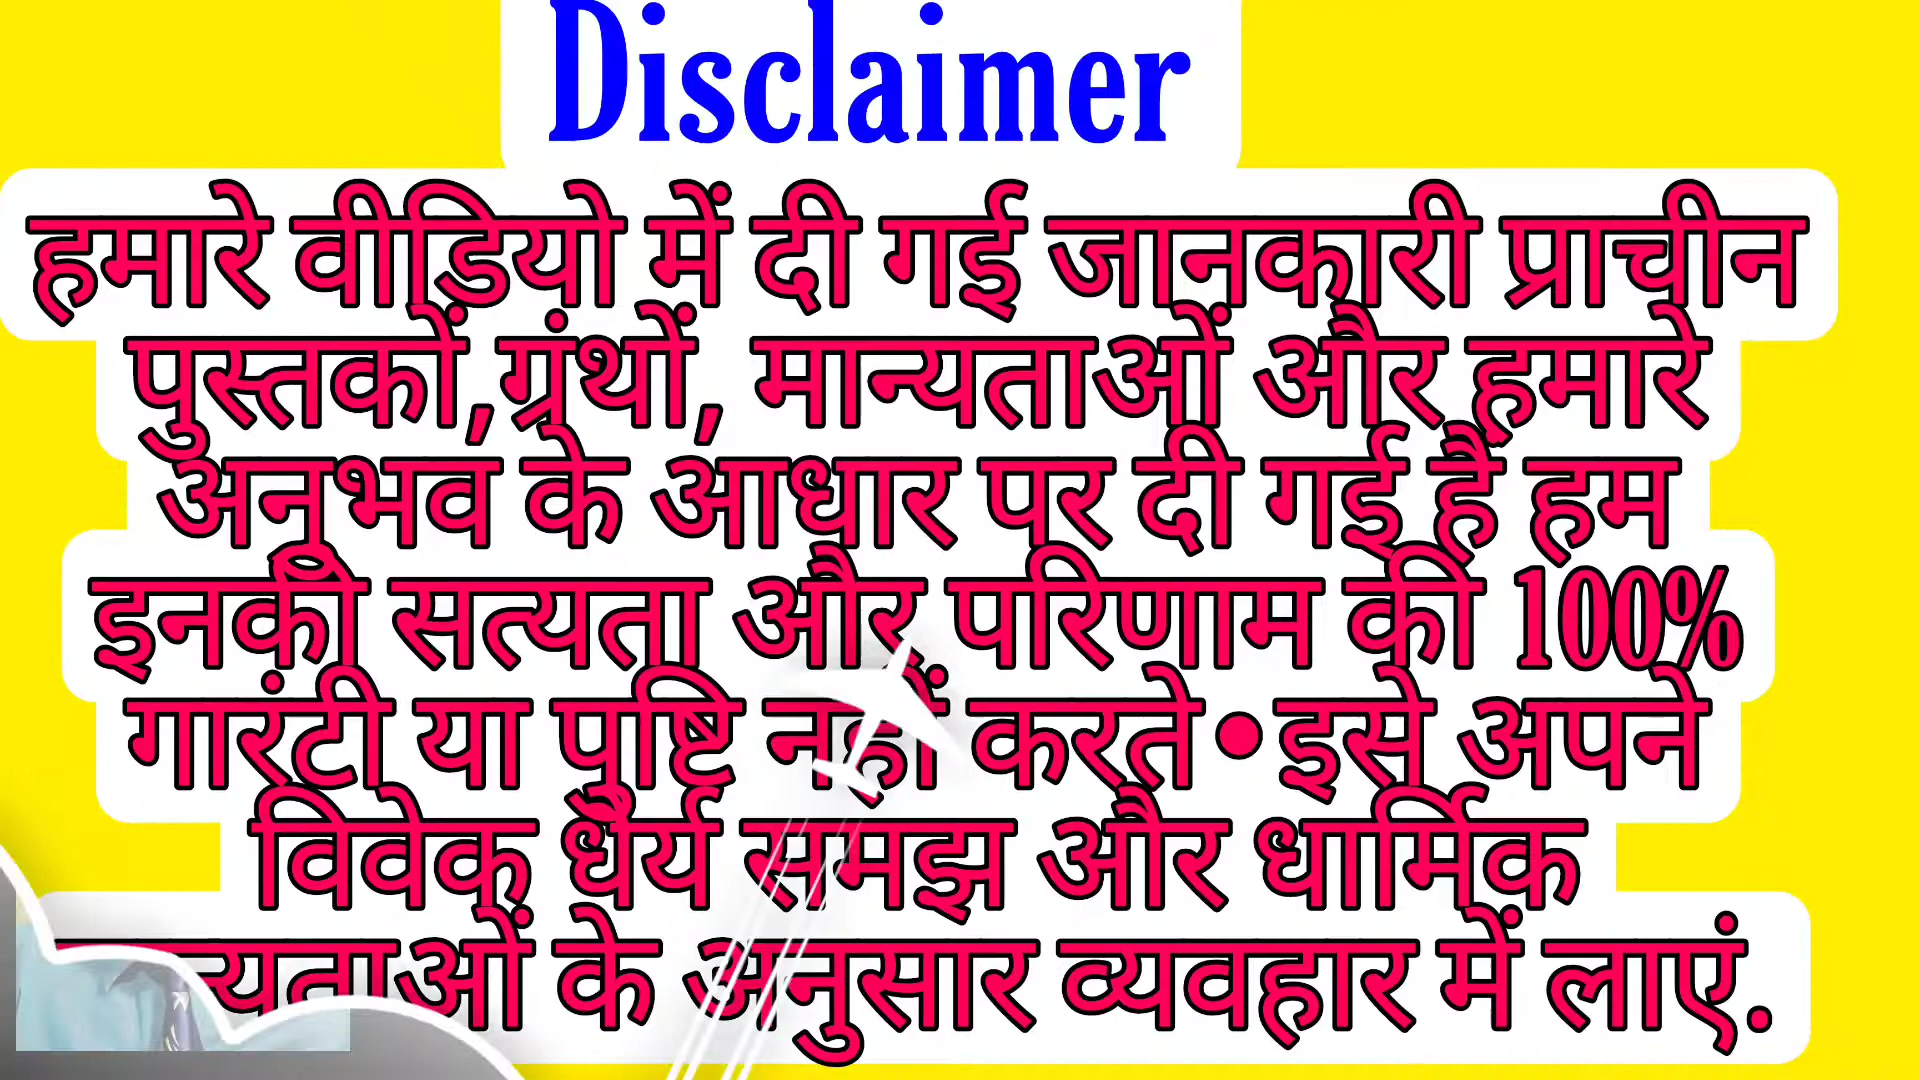 Disclaimer
हमारे वीडियो में दी गई जानकारी प्राचीन
पुस्तकों,ग्रंथों, मान्यताओं और हमारे
अनुभव के आधार पर दी गई है हम
इनकी सत्यता और परिणाम की 100%
गारंटी या पुष्टि नहीं करते•इसे अपने
विवेक धैर्य समझ और धार्मिक
के अनुसार व्यवहार में लाएं.